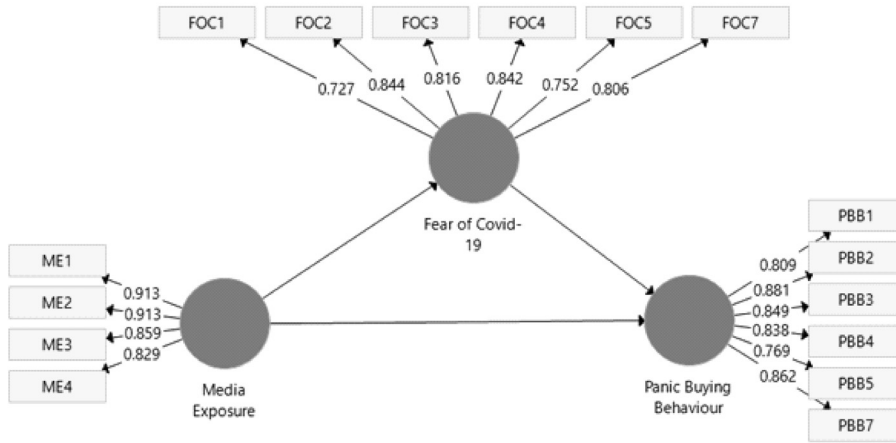 FOC1 FOC2 FOC3 FOC4 FOC5 FOC7
0.727 0.844 0.816 0.842 0.752 0.806
Fear of Covid-
19
ME1
ME2
ME3
ME4
0.913
0.913
0.859
0.829
Media
Exposure
PBB1
PBB2
PBB3
PBB4
PBB5
PBB7
0.809
0.881
0.849
0.838
0.769
0.862
Panic Buying
Behaviour